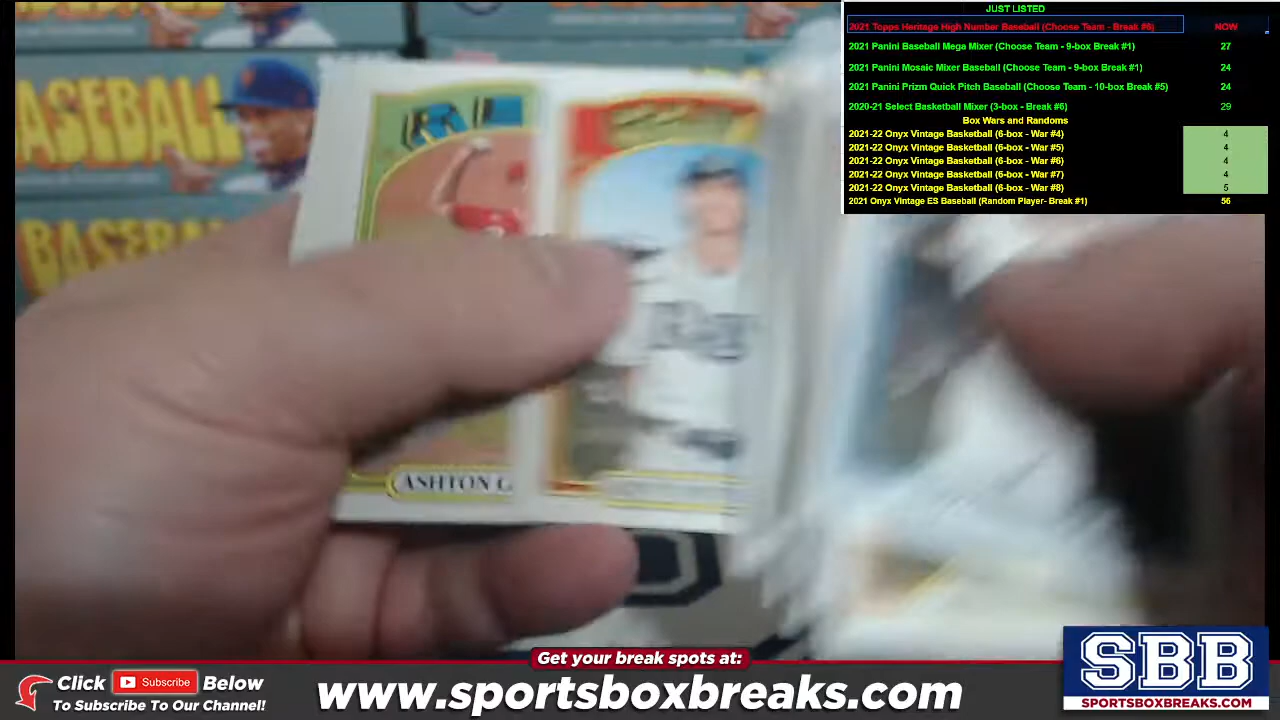 JUST LISTED
2021 Topps Heritage High Number Baseball (Choose Team - Break #6) NOW
2021 Panini Baseball Mega Mixer (Choose Team - 9-box Break #1) 27
2021 Panini Mosaic Mixer Baseball (Choose Team - 9-box Break #1) 24
2021 Panini Prizm Quick Pitch Baseball (Choose Team - 10-box Break #5) 24
2020-21 Select Basketball Mixer (3-box - Break #6) 29
Box Wars and Randoms
2021-22 Onyx Vintage Basketball (6-box - War #4) 4
2021-22 Onyx Vintage Basketball (6-box - War #5) 4
2021-22 Onyx Vintage Basketball (6-box - War #6) 4
2021-22 Onyx Vintage Basketball (6-box - War #7) 4
2021-22 Onyx Vintage Basketball (6-box - War #8) 5
2021 Onyx Vintage ES Baseball (Random Player- Break #1) 56
BASEBA
BASEBALL
ASHTON G
Get your break spots at:
Click Subscribe Below
To Subscribe To Our Channel!
www.sportsboxbreaks.com
SBB
SPORTSBOXBREAKS.COM